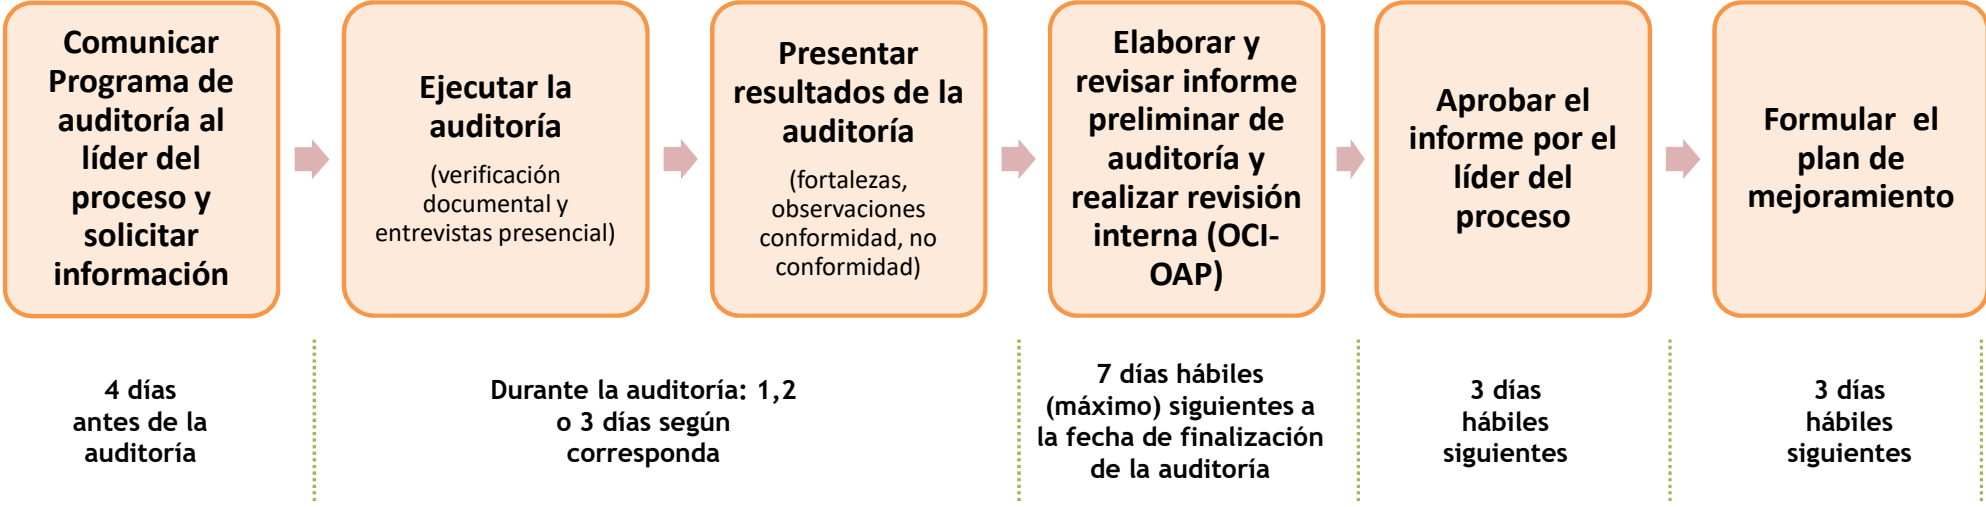 Comunicar
Programa de
auditoría al
líder del
proceso y
solicitar
información
Ejecutar la
auditoría
(verificación
documental y
entrevistas presencial)
Presentar
resultados de la
auditoría
(fortalezas,
observaciones
conformidad, no
conformidad)
Elaborar y
revisar informe
preliminar de
auditoría y
realizar revisión
interna (OCI-
OAP)
Aprobar el
informe por el
líder del
proceso
Formular  el
plan de
mejoramiento
4 días
antes de la
auditoría
Durante la auditoría: 1,2
o 3 días según
corresponda
7 días hábiles
(máximo) siguientes a
la fecha de finalización
de la auditoría
3 días
hábiles
siguientes
3 días
hábiles
siguientes